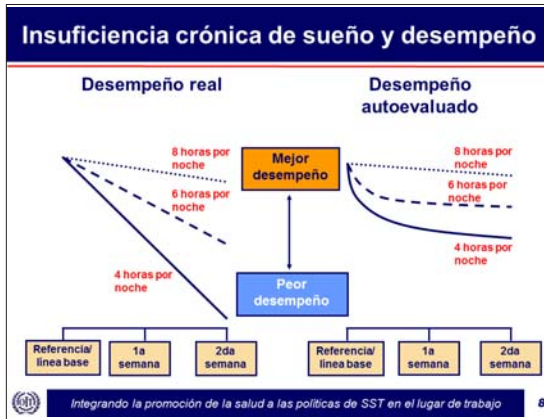 Insuficiencia crónica de sueño y desempeño
Desempeño real
Desempeño
autoevaluado
8 horas por
noche
6 horas por
noche
4 horas por
noche
Mejor
desempeño
Peor
desempeño
8 horas por
noche
6 horas por
noche
4 horas por
noche
Referencia/
linea base
1a
semana
2da
semana
Referencia/
linea base
1a
semana
2da
semana
Integrando la promoción de la salud a las políticas de SST en el lugar de trabajo
8